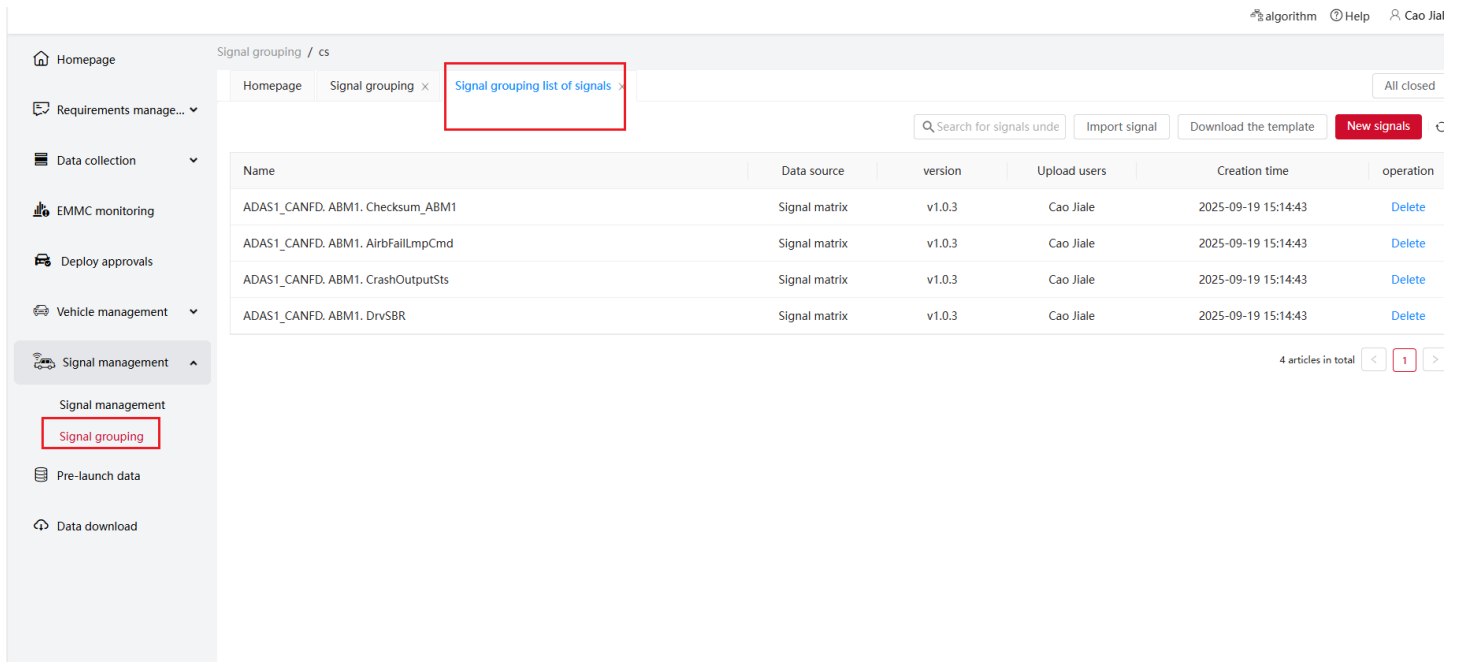 algorithm Help Cao Jial
Homepage
Requirements manage...
Data collection
EMMC monitoring
Deploy approvals
Vehicle management
Signal management
Signal management
Signal grouping
Pre-launch data
Data download
Signal grouping / cs
Homepage Signal grouping × Signal grouping list of signals × All closed
Search for signals unde Import signal Download the template New signals
Name Data source version Upload users Creation time operation
ADAS1_CANFD. ABM1. Checksum_ABM1 Signal matrix v1.0.3 Cao Jiale 2025-09-19 15:14:43 Delete
ADAS1_CANFD. ABM1. AirbFailLmpCmd Signal matrix v1.0.3 Cao Jiale 2025-09-19 15:14:43 Delete
ADAS1_CANFD. ABM1. CrashOutputSts Signal matrix v1.0.3 Cao Jiale 2025-09-19 15:14:43 Delete
ADAS1_CANFD. ABM1. DrvSBR Signal matrix v1.0.3 Cao Jiale 2025-09-19 15:14:43 Delete
4 articles in total < 1 >